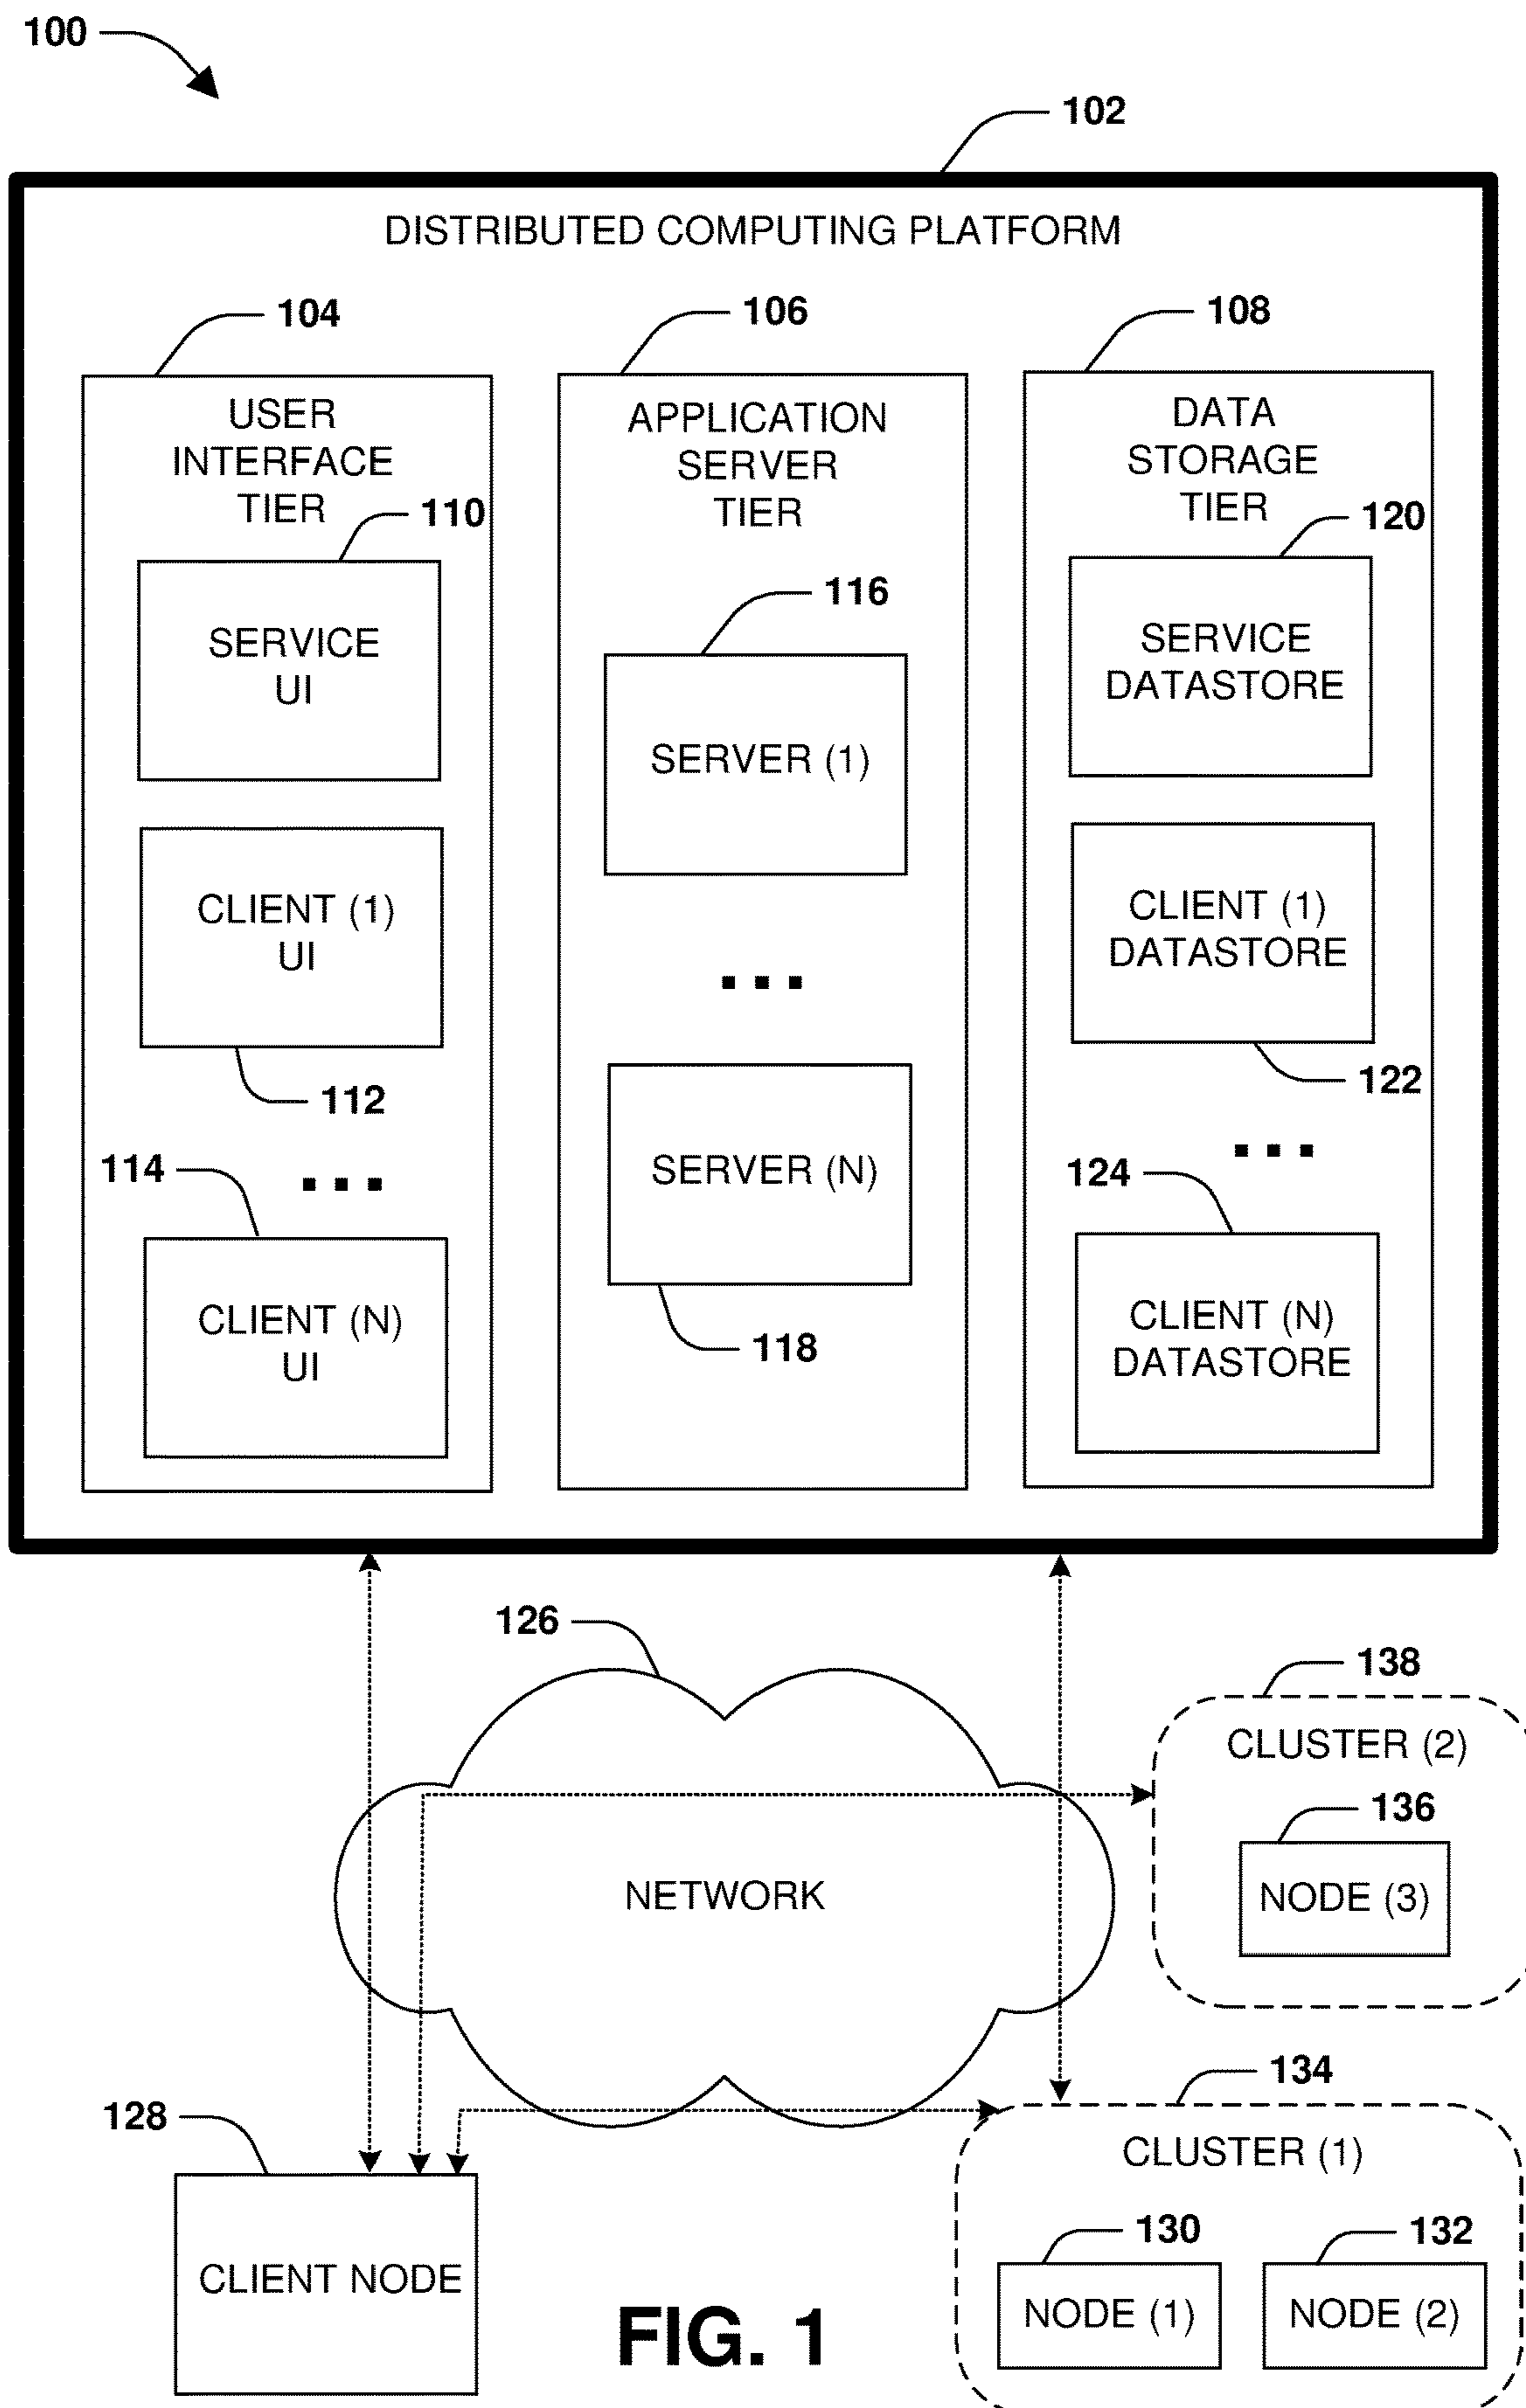 100
102
DISTRIBUTED COMPUTING PLATFORM
104
USER
INTERFACE
TIER
110
SERVICE
UI
CLIENT (1)
UI
112
114
...
CLIENT (N)
UI
106
APPLICATION
SERVER
TIER
116
SERVER (1)
...
SERVER (N)
118
108
DATA
STORAGE
TIER
120
SERVICE
DATASTORE
CLIENT (1)
DATASTORE
122
...
124
CLIENT (N)
DATASTORE
126
NETWORK
138
CLUSTER (2)
136
NODE (3)
128
CLIENT NODE
134
CLUSTER (1)
130
NODE (1)
132
NODE (2)
FIG. 1